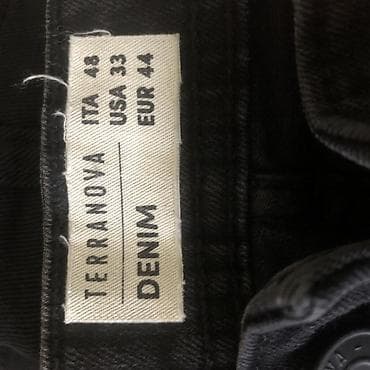 TERRANOVA
DENIM
ITA 48
USA 33
EUR 44